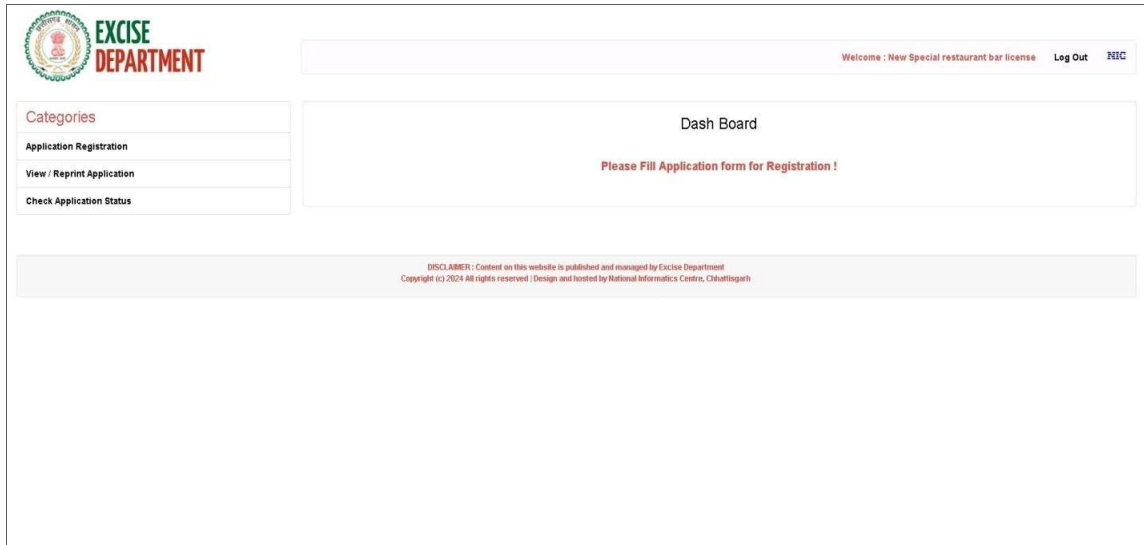 EXCISE
DEPARTMENT
Welcome : New Special restaurant bar license Log Out NIC
Categories
Application Registration
View / Reprint Application
Check Application Status
Dash Board
Please Fill Application form for Registration !
DISCLAIMER : Content on this website is published and managed by Excise Department
Copyright (c) 2024 All rights reserved | Design and hosted by National Informatics Centre, Chhattisgarh